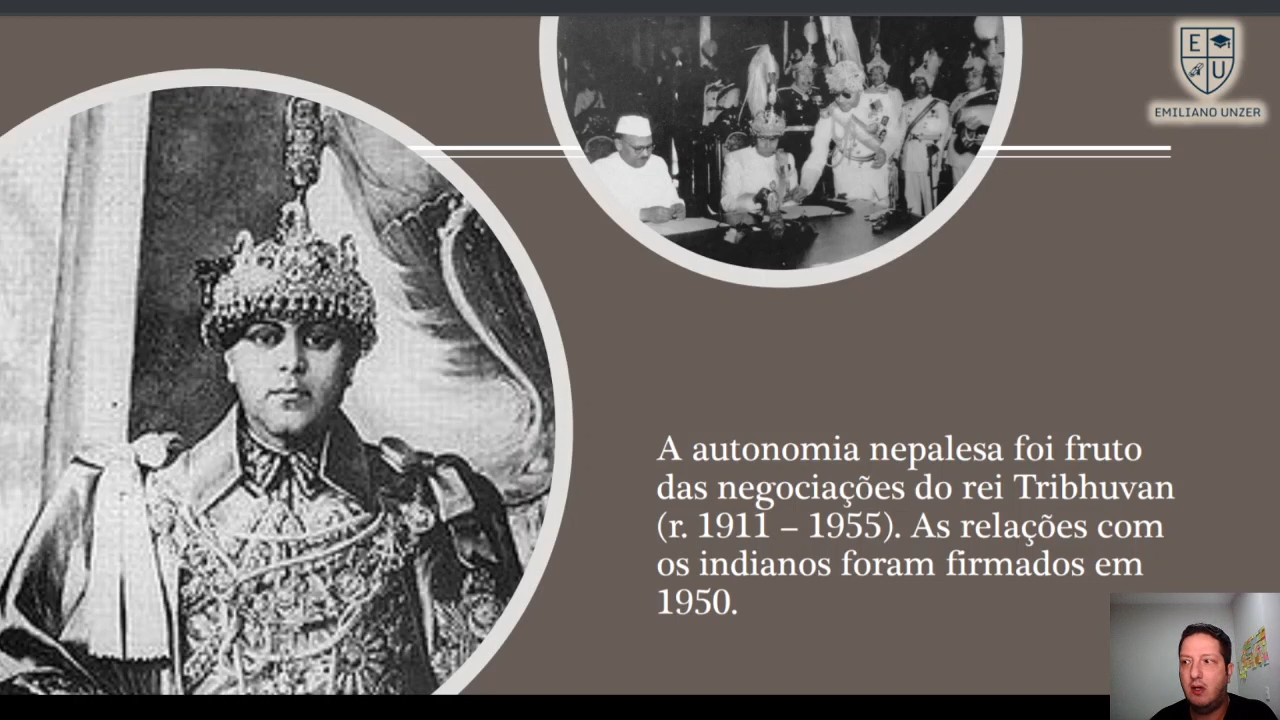 E
U
EMILIANO UNZER
A autonomia nepalesa foi fruto
das negociações do rei Tribhuvan
(r. 1911 – 1955). As relações com
os indianos foram firmados em
1950.